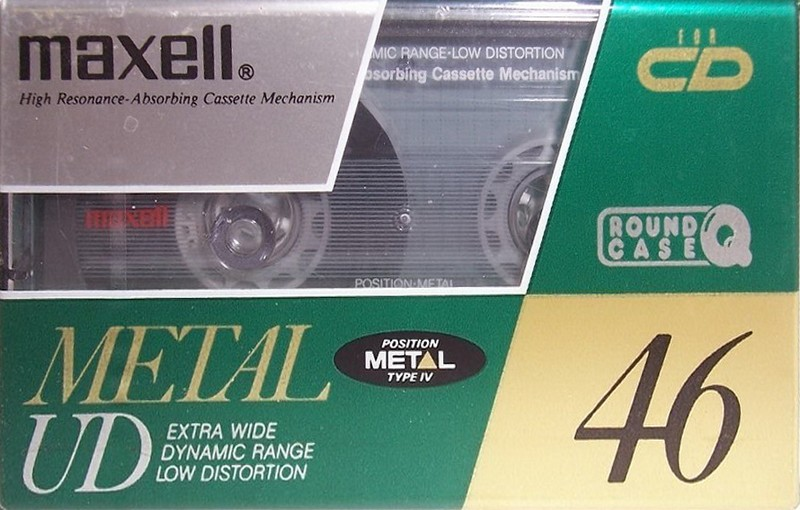 maxell®
High Resonance-Absorbing Cassette Mechanism
MIC RANGE·LOW DISTORTION
bsorbing Cassette Mechanism
FOR
CD
maxell
ROUND
CASE Q
POSITION·METAL
METAL
POSITION
METAL
TYPE IV
UD
EXTRA WIDE
DYNAMIC RANGE
LOW DISTORTION
46